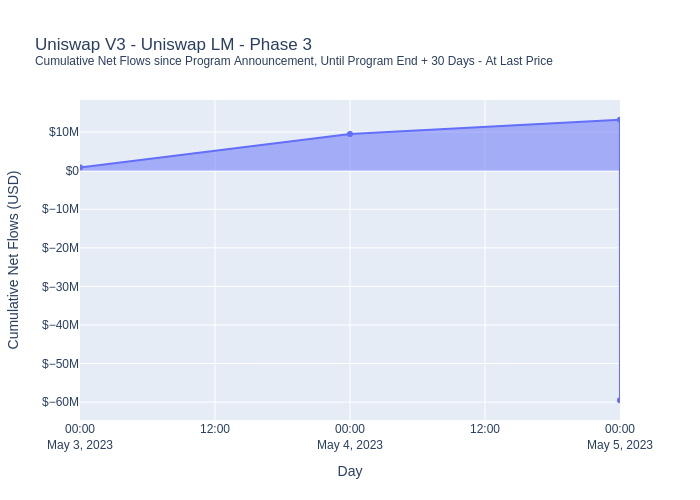 Uniswap V3 - Uniswap LM - Phase 3
Cumulative Net Flows since Program Announcement, Until Program End + 30 Days - At Last Price
Cumulative Net Flows (USD)
$10M
$0
$−10M
$−20M
$−30M
$−40M
$−50M
$−60M
00:00 12:00 00:00 12:00 00:00
May 3, 2023 May 4, 2023 May 5, 2023
Day